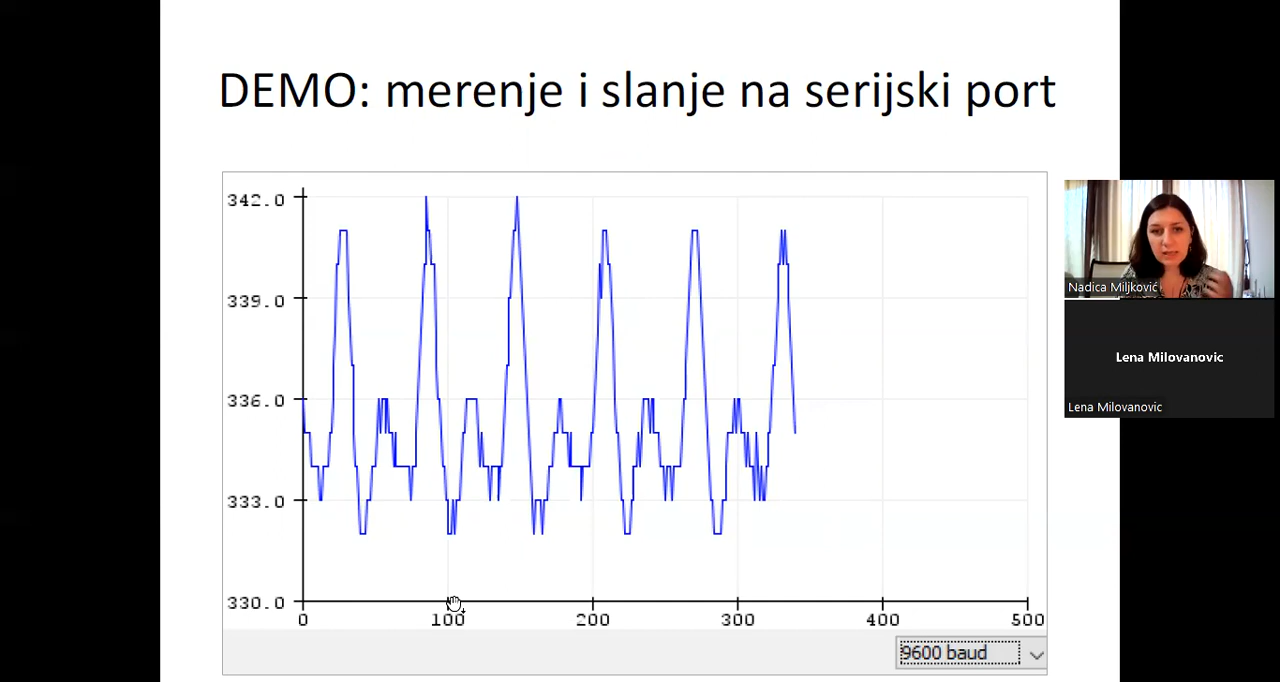 DEMO: merenje i slanje na serijski port
342.0
339.0
336.0
333.0
330.0
0 100 200 300 400 500
9600 baud
Nadica Miljković
Lena Milovanovic
Lena Milovanovic